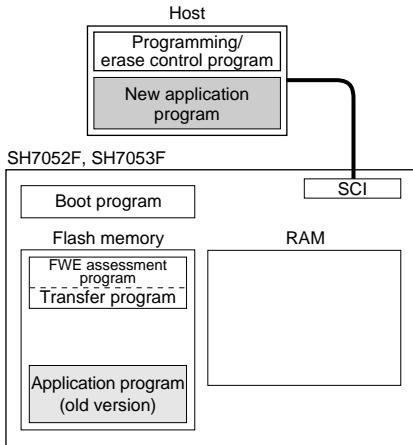 Host
Programming/
erase control program
New application
program
SH7052F, SH7053F
SCI
Boot program
Flash memory
RAM
FWE assessment
program
Transfer program
Application program
(old version)